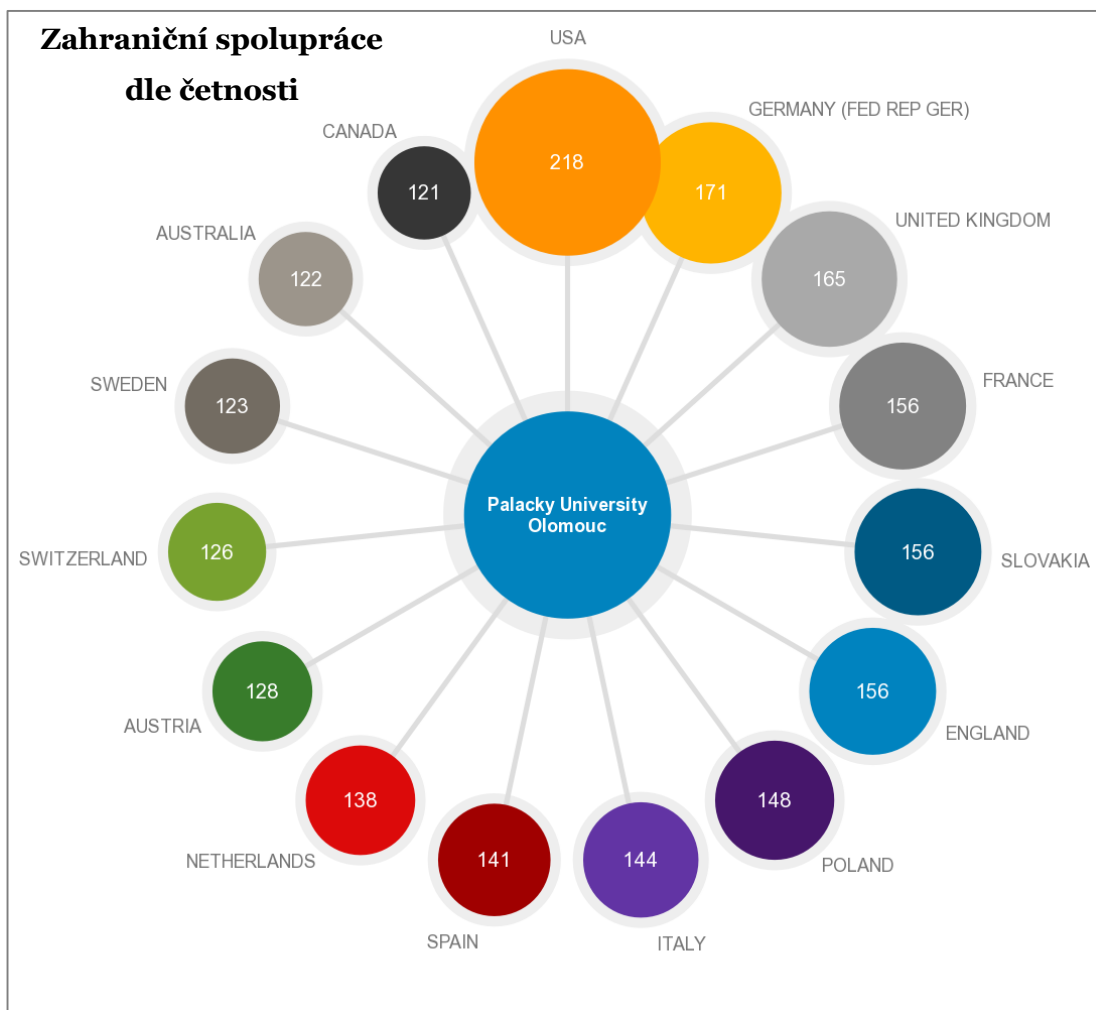 Zahraniční spolupráce
dle četnosti
USA
218
GERMANY (FED REP GER)
171
UNITED KINGDOM
165
FRANCE
156
SLOVAKIA
156
ENGLAND
156
POLAND
148
ITALY
144
SPAIN
141
NETHERLANDS
138
AUSTRIA
128
SWITZERLAND
126
SWEDEN
123
AUSTRALIA
122
CANADA
121
Palacky University
Olomouc